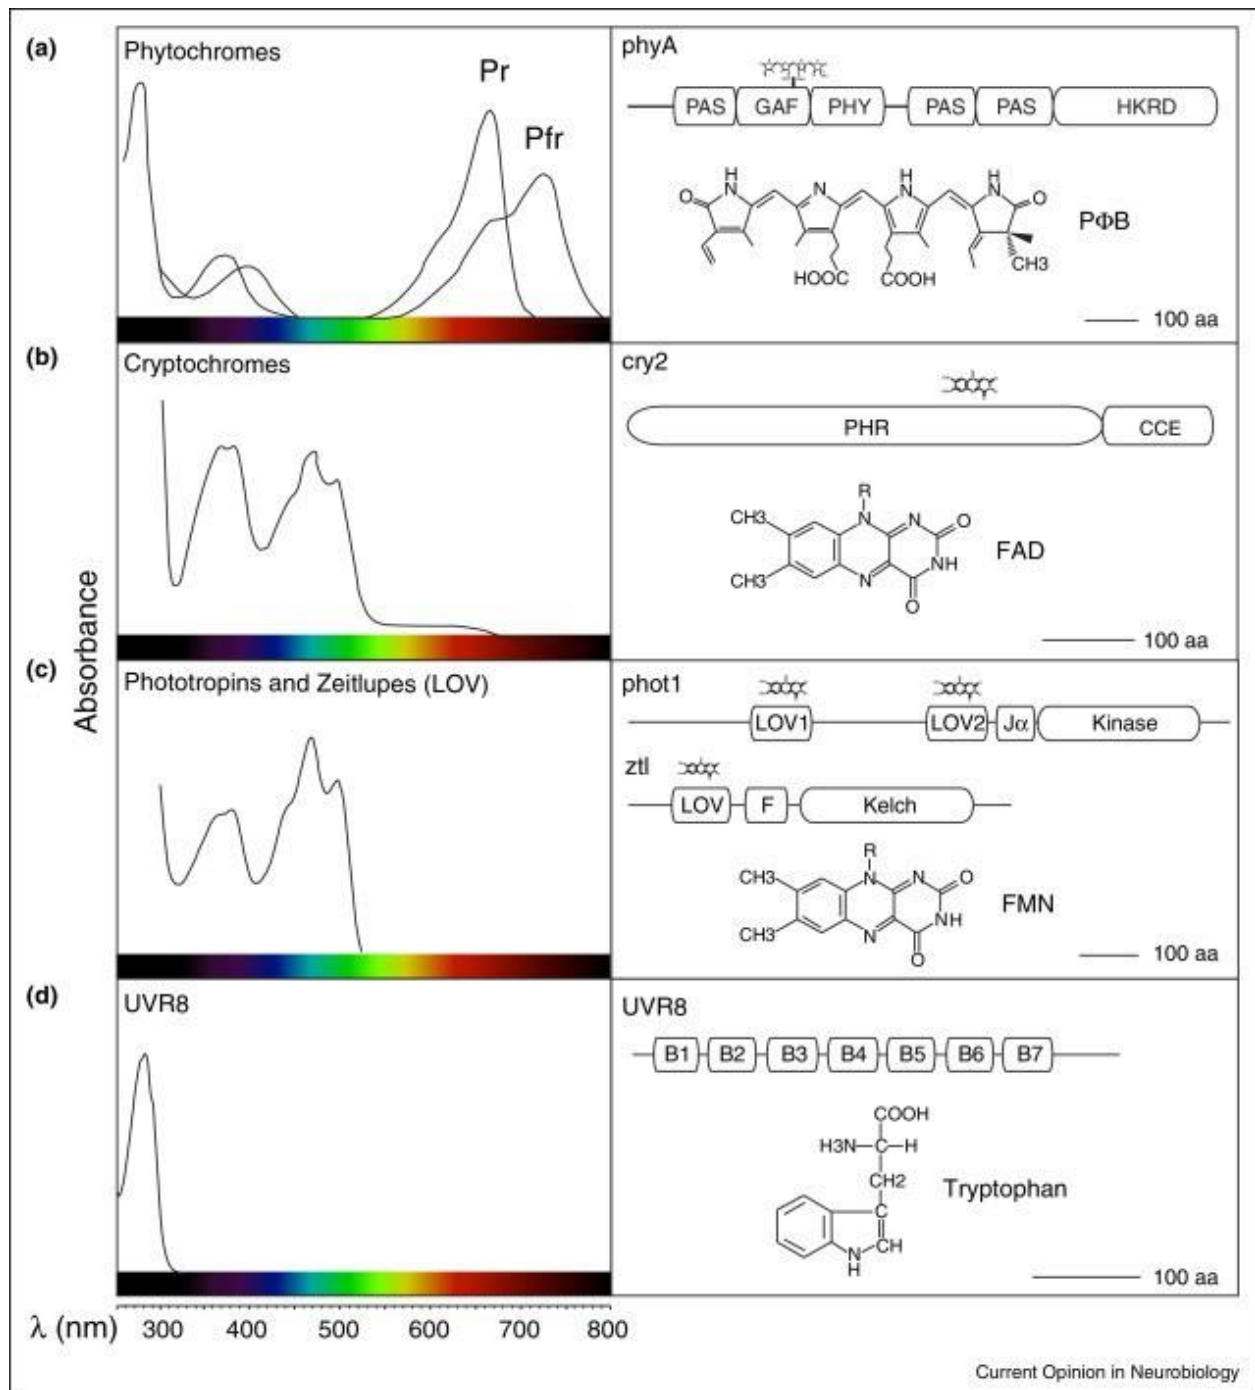 (a)
Phytochromes
Pr
Pfr
phyA
PAS GAF PHY PAS PAS HKRD
NH N H N H N
O O
HOOC COOH CH3
PΦB
100 aa
(b)
Cryptochromes
cry2
PHR CCE
R
CH3 N N O
CH3 N NH
O
FAD
100 aa
Absorbance
(c)
Phototropins and Zeitlupes (LOV)
phot1
LOV1 LOV2 Jα Kinase
ztl
LOV F Kelch
R
CH3 N N O
CH3 N NH
O
FMN
100 aa
(d)
UVR8
UVR8
B1 B2 B3 B4 B5 B6 B7
COOH
H3N C H
CH2
C
CH
N
H
Tryptophan
100 aa
λ (nm) 300 400 500 600 700 800
Current Opinion in Neurobiology